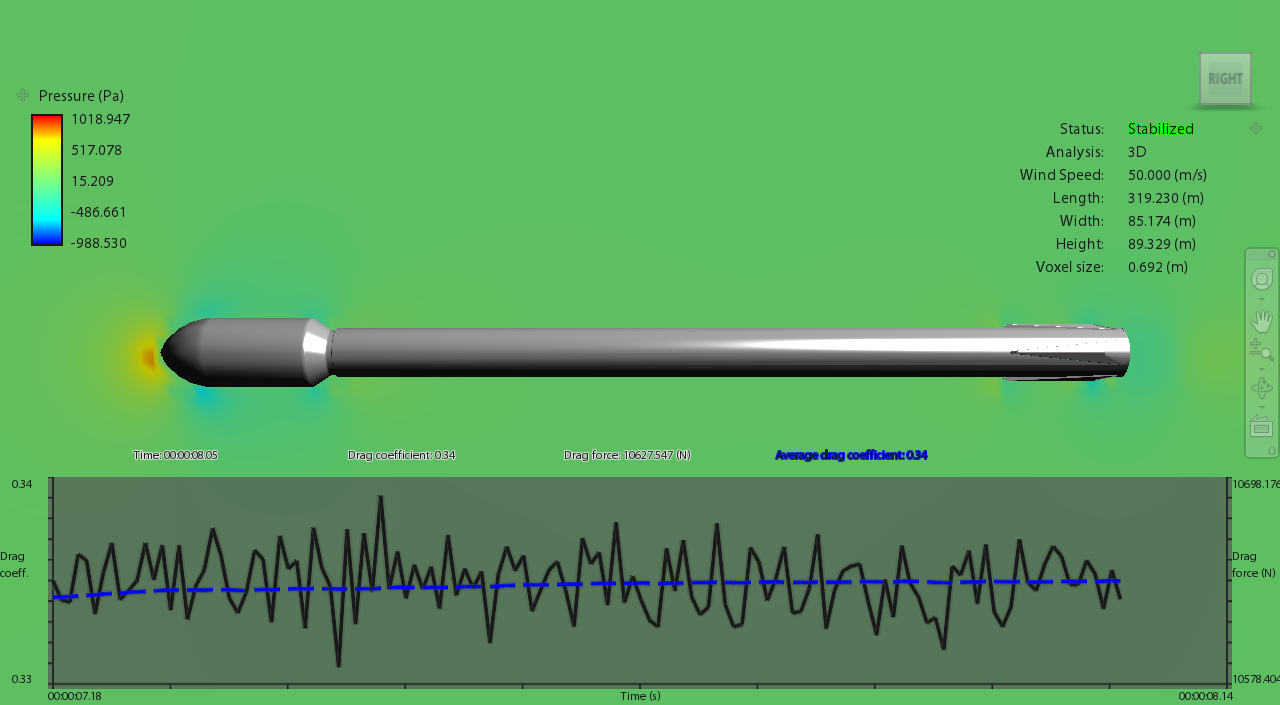 RIGHT
Pressure (Pa)
1018.947
517.078
15.209
-486.661
-988.530
Status: Stabilized
Analysis: 3D
Wind Speed: 50.000 (m/s)
Length: 319.230 (m)
Width: 85.174 (m)
Height: 89.329 (m)
Voxel size: 0.692 (m)
Time: 00:00:08.05 Drag coefficient: 0.34 Drag force: 10627.547 (N) Average drag coefficient: 0.34
0.34 10698.176
Drag coeff. Drag force (N)
0.33 10578.404
00:00:07.18 Time (s) 00:00:08.14